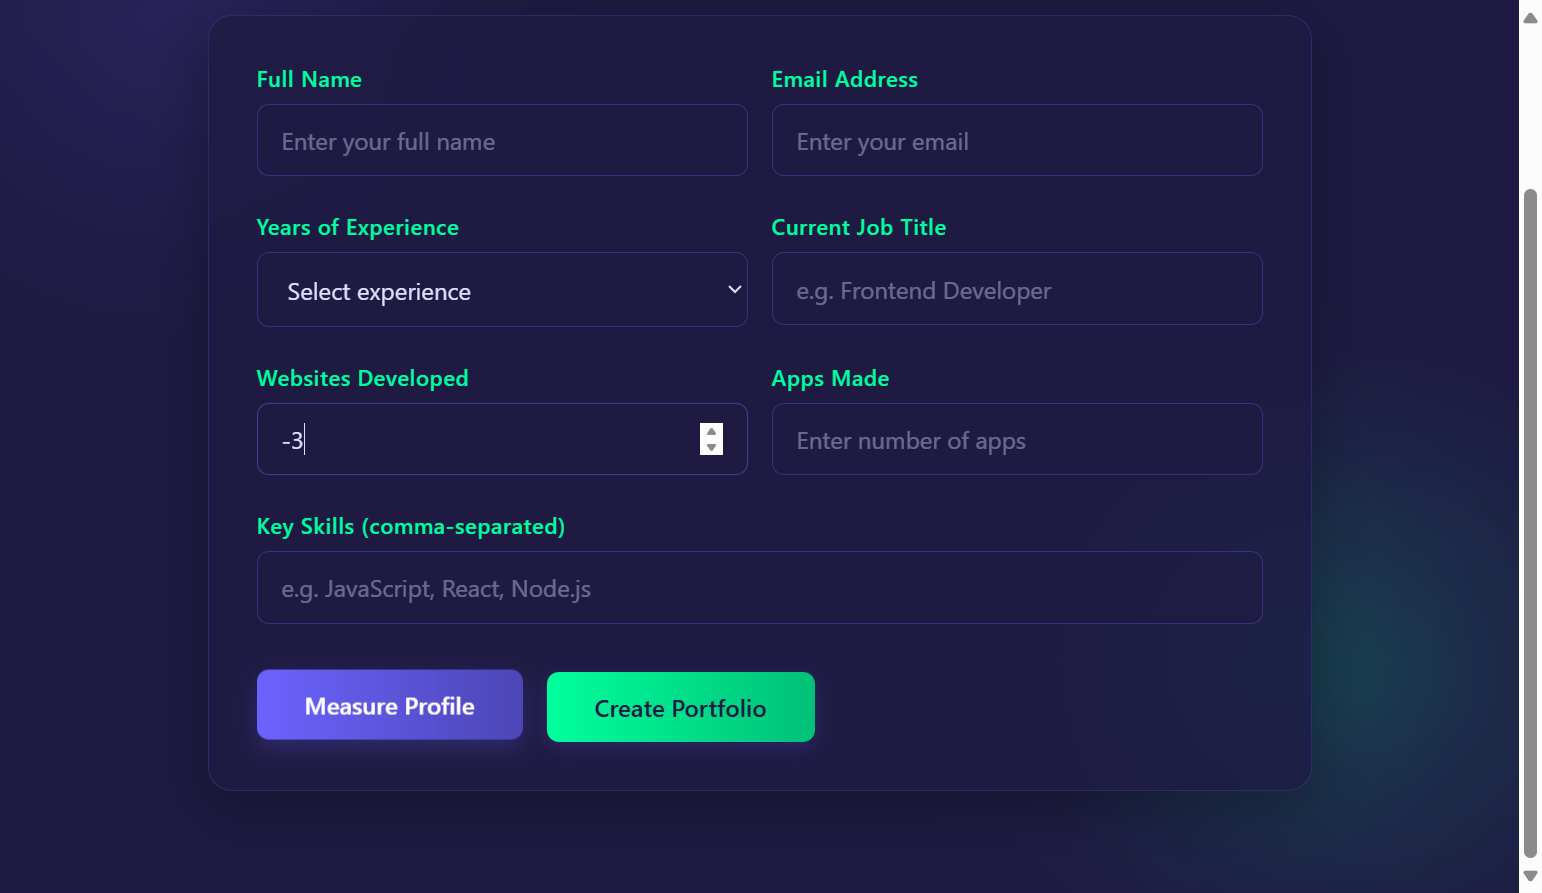 Full Name
Email Address
Enter your full name
Enter your email
Years of Experience
Current Job Title
Select experience
e.g. Frontend Developer
Websites Developed
Apps Made
-3
Enter number of apps
Key Skills (comma-separated)
e.g. JavaScript, React, Node.js
Measure Profile
Create Portfolio